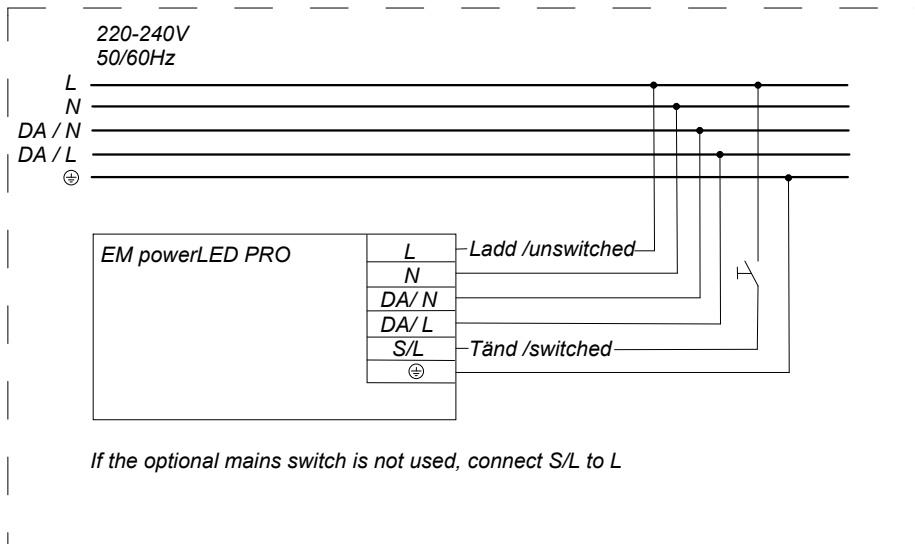 220-240V
50/60Hz
L
N
DA / N
DA / L
EM powerLED PRO
L
Ladd /unswitched
N
DA/ N
DA/ L
S/L
Tänd /switched
If the optional mains switch is not used, connect S/L to L